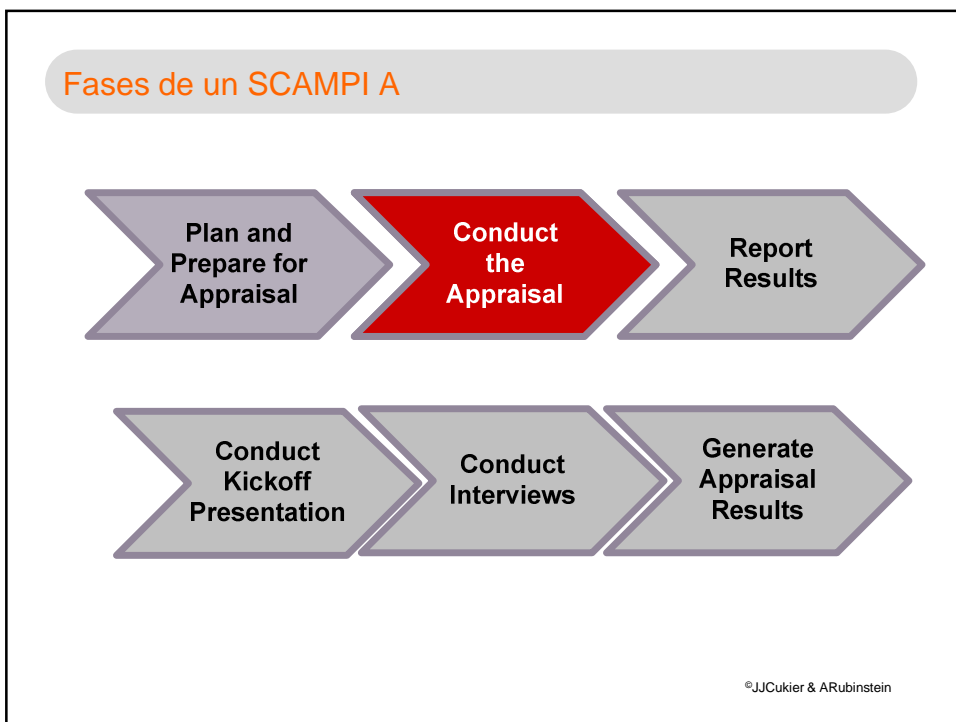 Fases de un SCAMPI A
Plan and
Prepare for
Appraisal
Conduct
the
Appraisal
Report
Results
Conduct
Kickoff
Presentation
Conduct
Interviews
Generate
Appraisal
Results
©JJCukier & ARubinstein